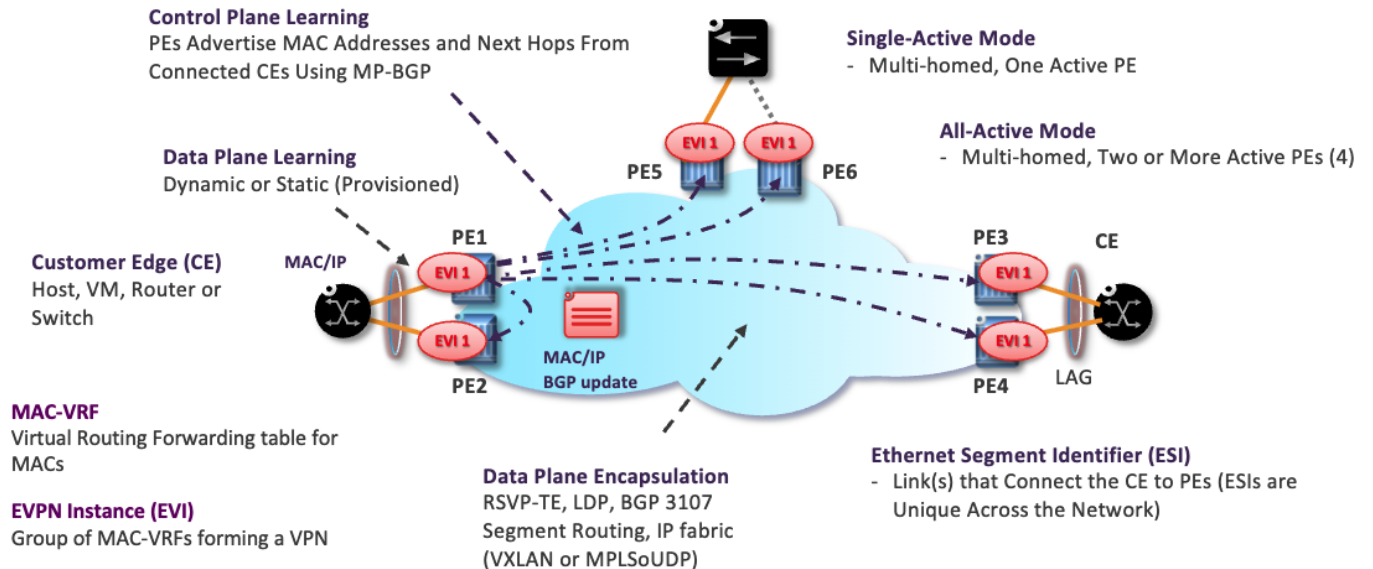 Control Plane Learning
PEs Advertise MAC Addresses and Next Hops From
Connected CEs Using MP-BGP
Single-Active Mode
- Multi-homed, One Active PE
All-Active Mode
- Multi-homed, Two or More Active PEs (4)
Data Plane Learning
Dynamic or Static (Provisioned)
EVI 1
EVI 1
PE5
PE6
Customer Edge (CE)
Host, VM, Router or
Switch
MAC/IP
PE1
EVI 1
EVI 1
PE2
MAC/IP
BGP update
PE3
EVI 1
EVI 1
PE4
CE
LAG
MAC-VRF
Virtual Routing Forwarding table for
MACs
EVPN Instance (EVI)
Group of MAC-VRFs forming a VPN
Data Plane Encapsulation
RSVP-TE, LDP, BGP 3107
Segment Routing, IP fabric
(VXLAN or MPLSoUDP)
Ethernet Segment Identifier (ESI)
- Link(s) that Connect the CE to PEs (ESIs are
Unique Across the Network)